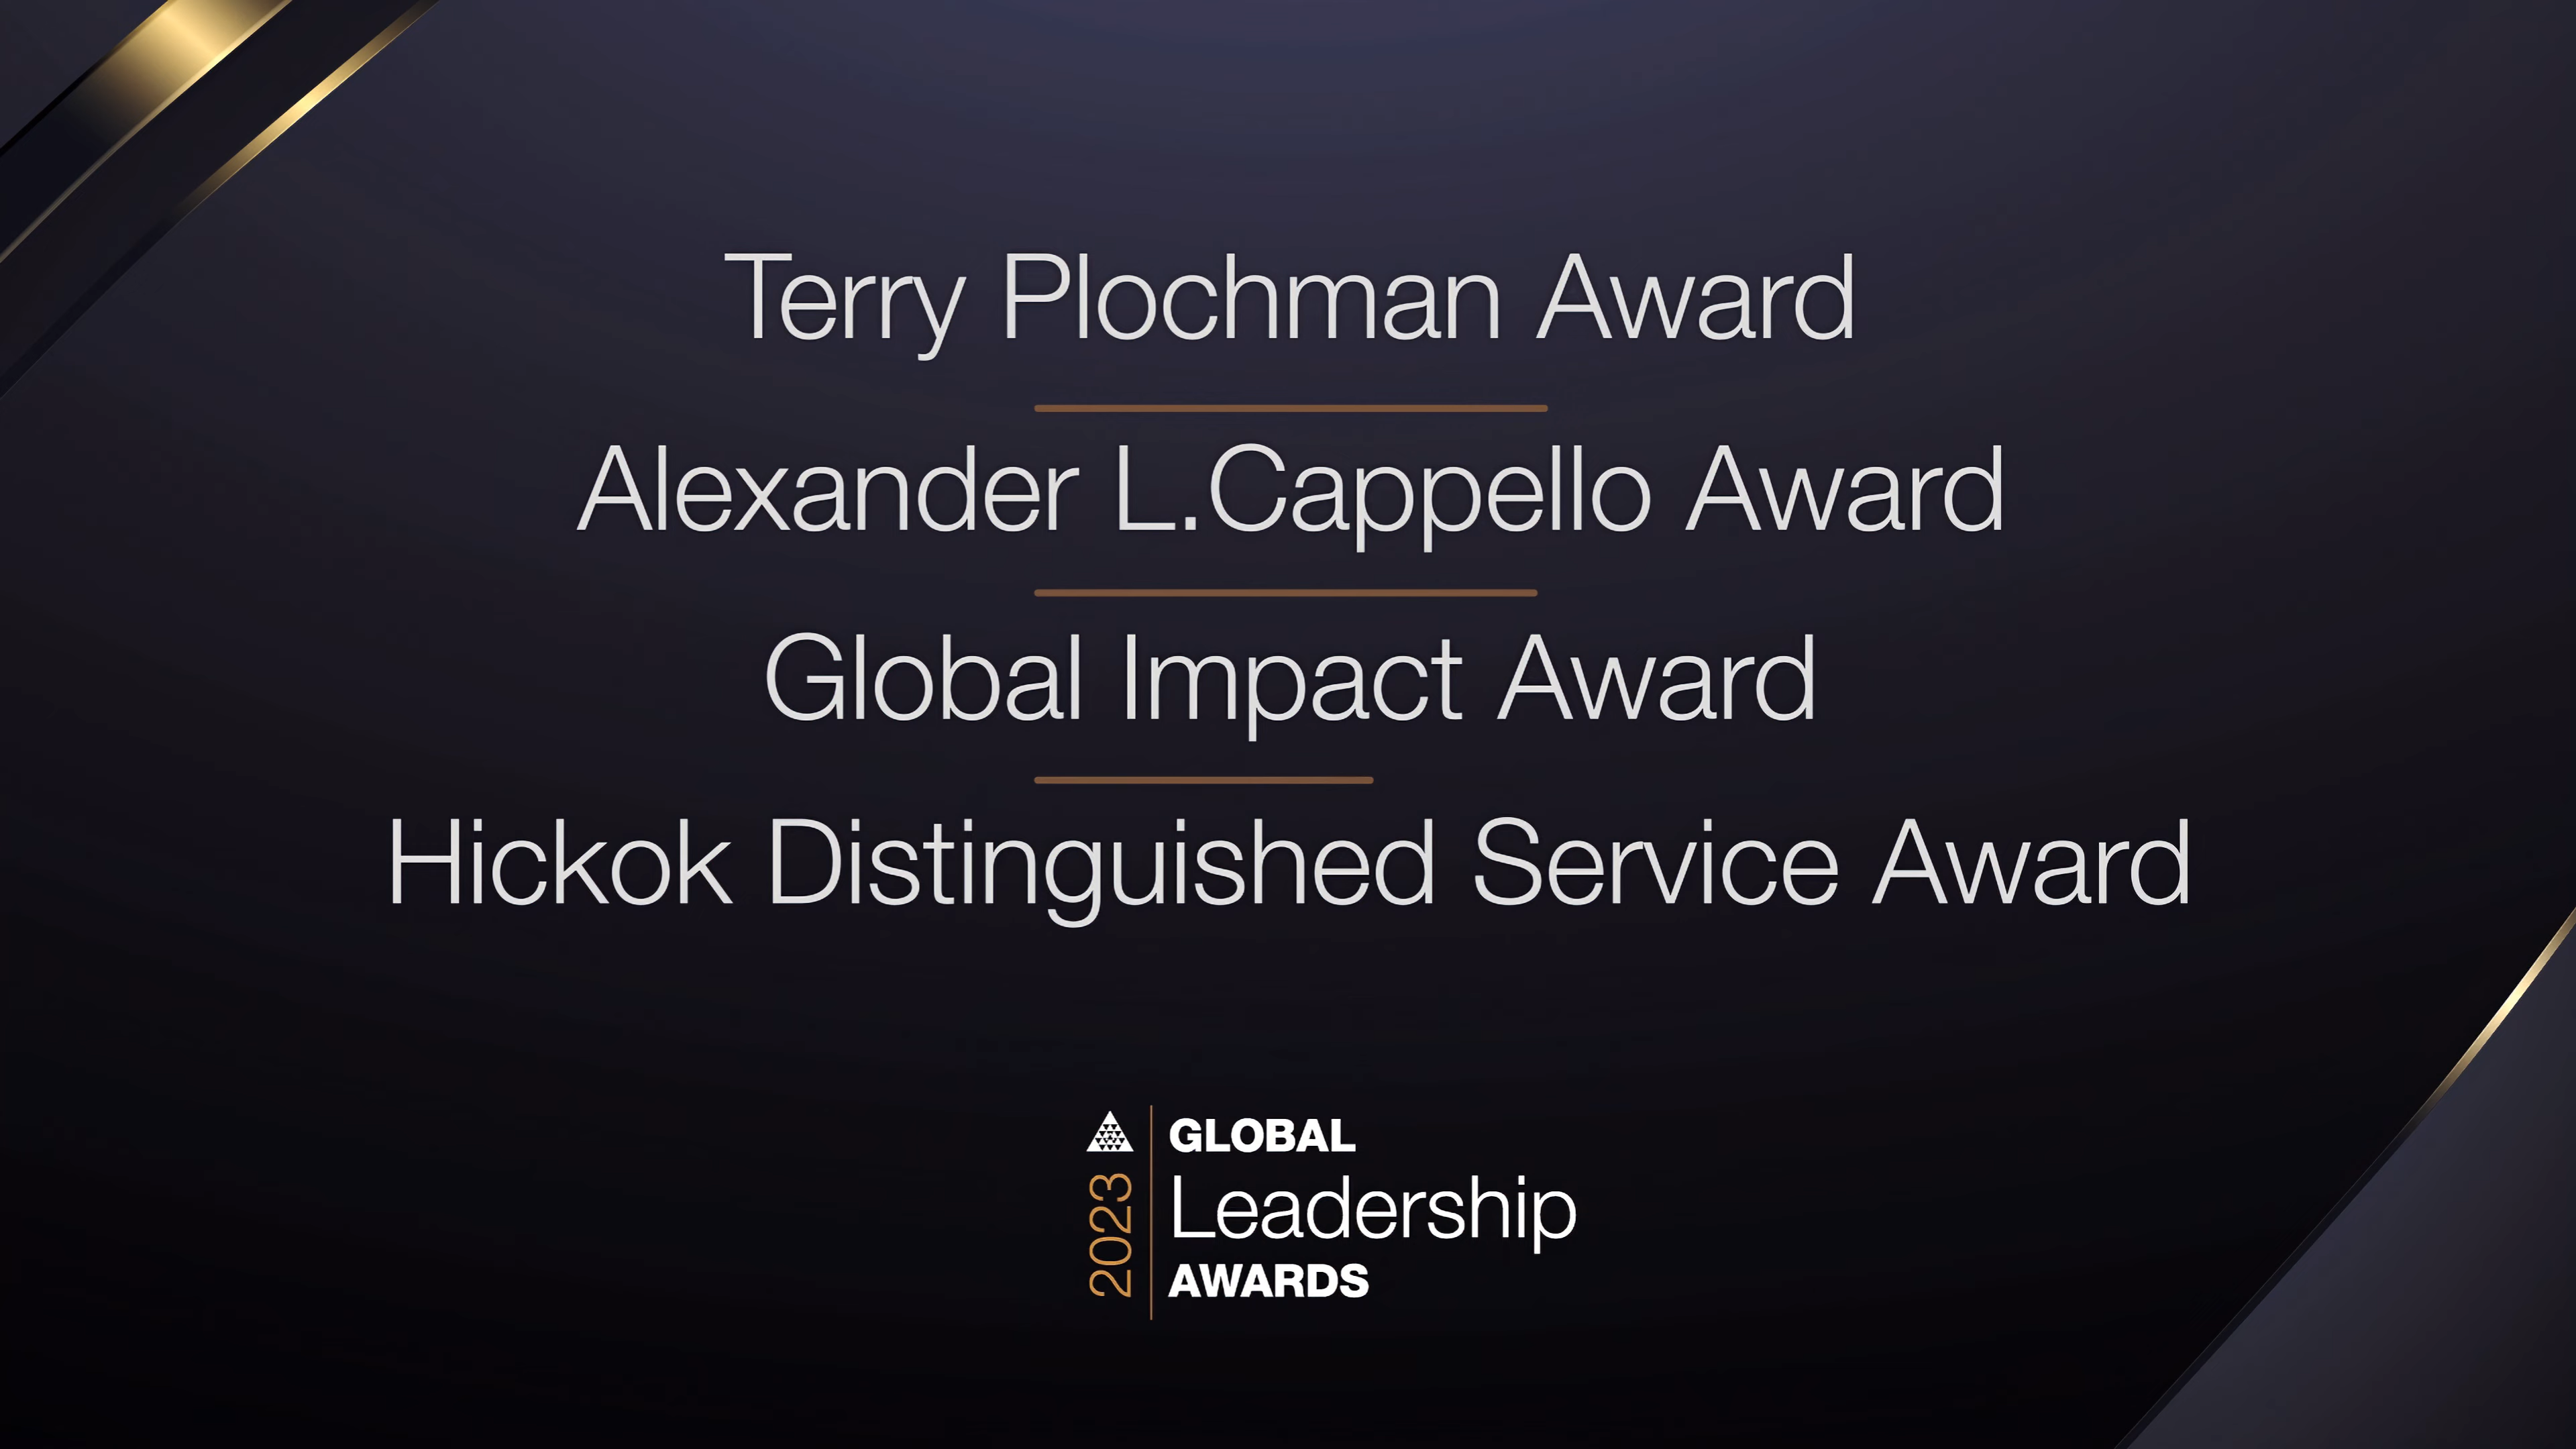 Terry Plochman Award
Alexander L.Cappello Award
Global Impact Award
Hickok Distinguished Service Award
2023
GLOBAL
Leadership
AWARDS